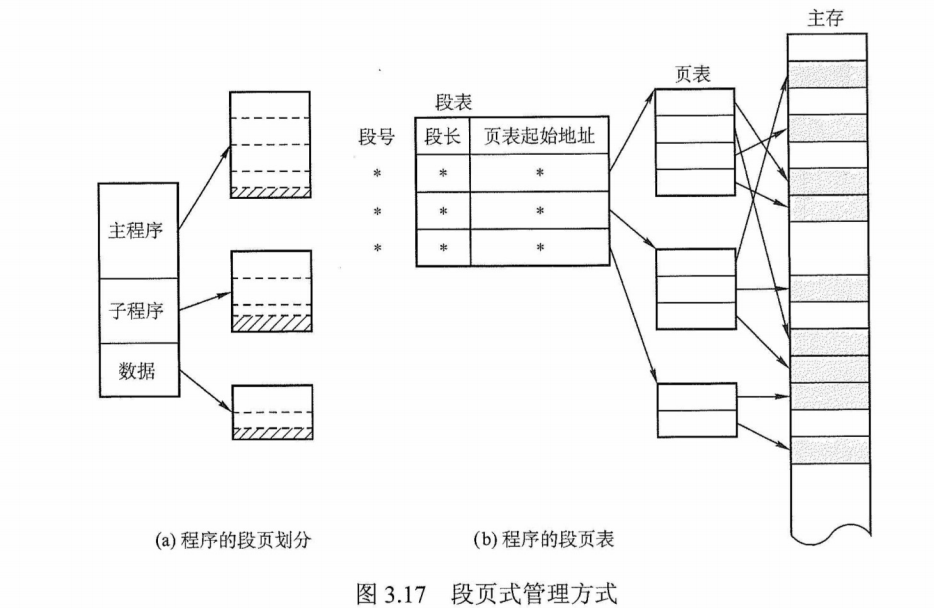 主存
页表
段表
段号 段长 页表起始地址
* * *
* * *
* * *
主程序
子程序
数据
(a) 程序的段页划分
(b) 程序的段页表
图 3.17 段页式管理方式